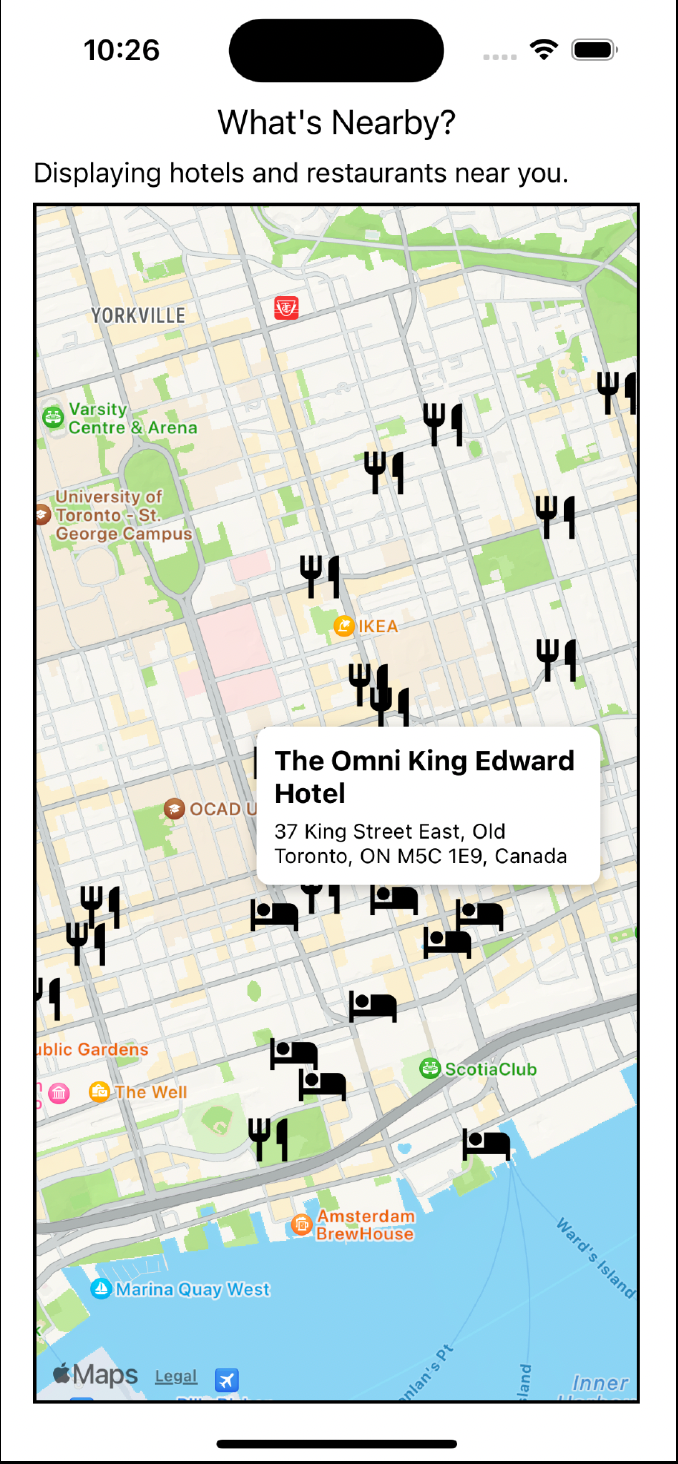 10:26
What's Nearby?
Displaying hotels and restaurants near you.
YORKVILLE
Varsity
Centre & Arena
University of
Toronto - St.
George Campus
IKEA
The Omni King Edward
Hotel
37 King Street East, Old
Toronto, ON M5C 1E9, Canada
OCAD U
ublic Gardens
ScotiaClub
The Well
Amsterdam
BrewHouse
Ward's Island
Marina Quay West
anlan's Pt
land
Maps
Legal
Inner